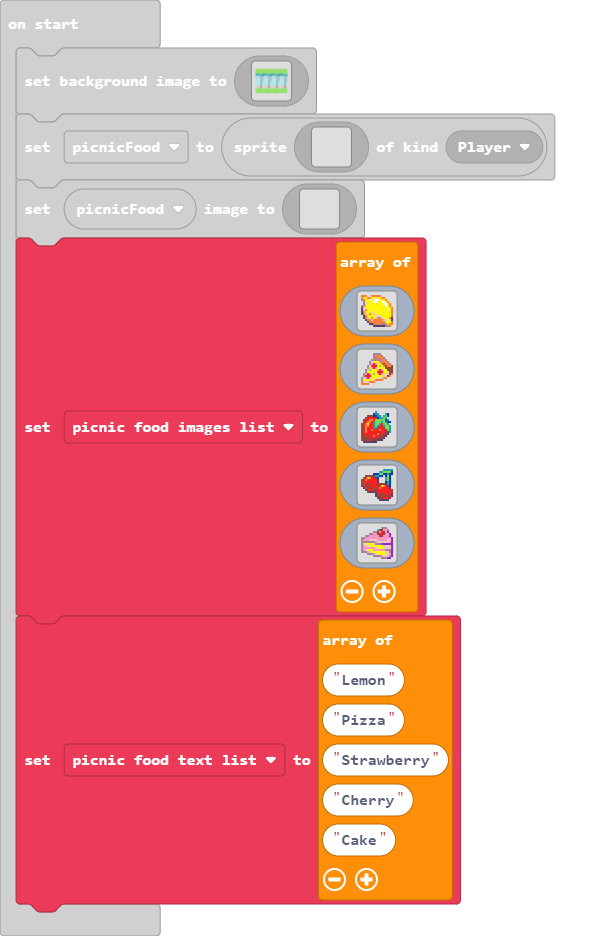 on start
set background image to
set picnicFood to sprite of kind Player
set picnicFood image to
array of
set picnic food images list to
array of
"Lemon"
"Pizza"
"Strawberry"
set picnic food text list to
"Cherry"
"Cake"